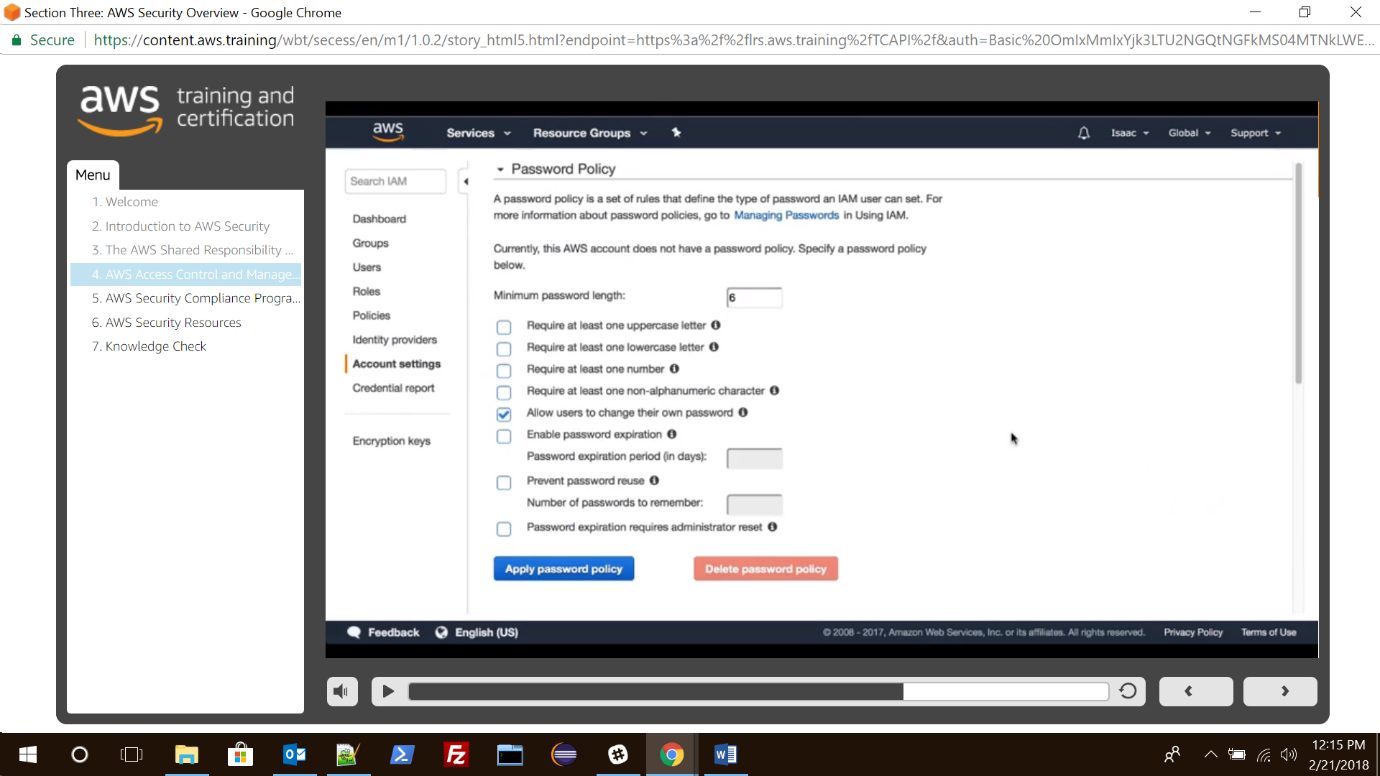 Section Three: AWS Security Overview - Google Chrome
Secure https://content.aws.training/wbt/secess/en/m1/1.0.2/story_html5.html?endpoint=https%3a%2f%2flrs.aws.training%2fTCAPI%2f&auth=Basic%20OmIxMmIxYjk3LTU2NGQtNGFkMS04MTNkLWE...
aws training and certification
Menu
1. Welcome
2. Introduction to AWS Security
3. The AWS Shared Responsibility ...
4. AWS Access Control and Manage...
5. AWS Security Compliance Progra...
6. AWS Security Resources
7. Knowledge Check
aws Services Resource Groups Isaac Global Support
Search IAM
Dashboard
Groups
Users
Roles
Policies
Identity providers
Account settings
Credential report
Encryption keys
Password Policy
A password policy is a set of rules that define the type of password an IAM user can set. For
more information about password policies, go to Managing Passwords in Using IAM.
Currently, this AWS account does not have a password policy. Specify a password policy
below.
Minimum password length: 6
Require at least one uppercase letter
Require at least one lowercase letter
Require at least one number
Require at least one non-alphanumeric character
Allow users to change their own password
Enable password expiration
Password expiration period (in days):
Prevent password reuse
Number of passwords to remember:
Password expiration requires administrator reset
Apply password policy Delete password policy
Feedback English (US) © 2008 - 2017, Amazon Web Services, Inc. or its affiliates. All rights reserved. Privacy Policy Terms of Use
12:15 PM
2/21/2018